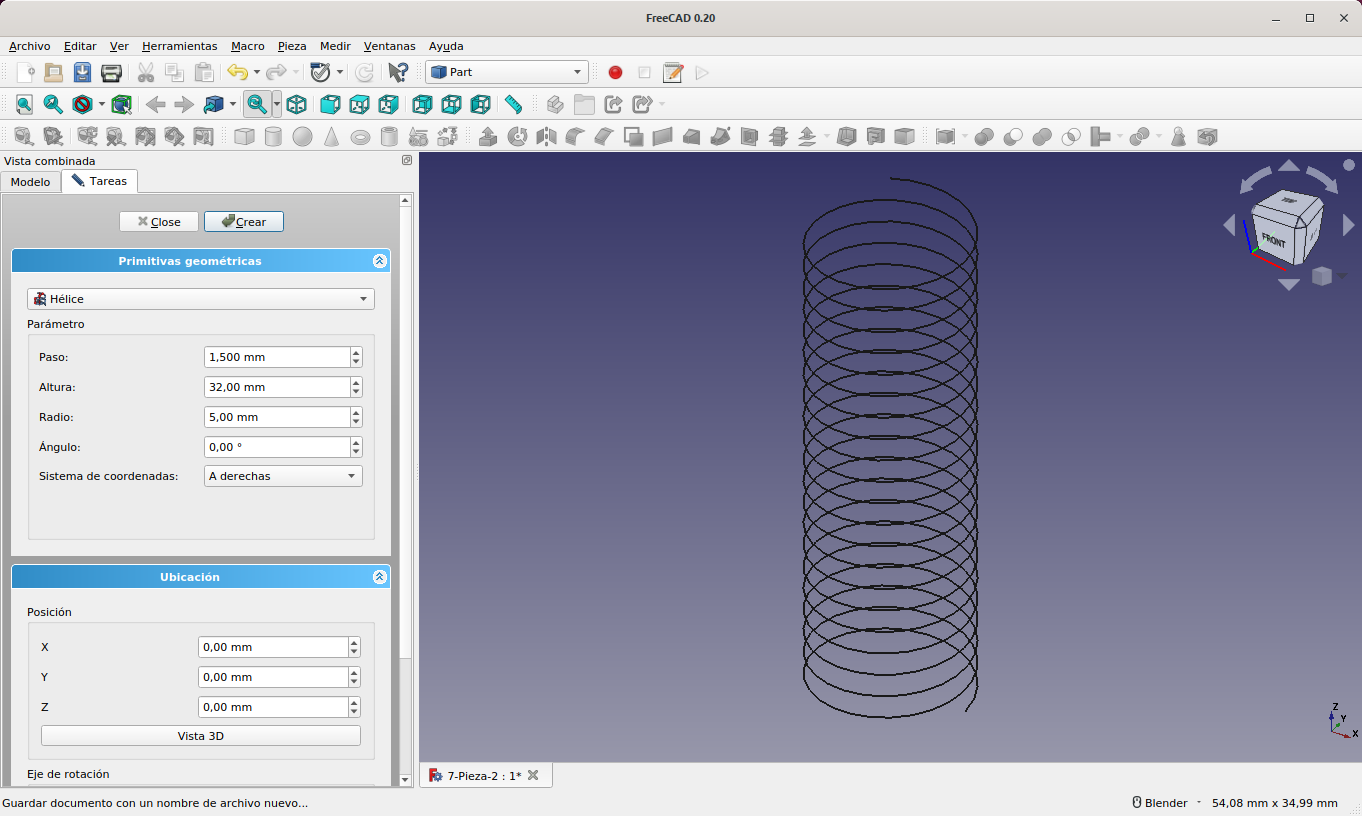 FreeCAD 0.20
Archivo Editar Ver Herramientas Macro Pieza Medir Ventanas Ayuda
Part
Vista combinada
Modelo Tareas
Close Crear
Primitivas geométricas
Hélice
Parámetro
Paso: 1,500 mm
Altura: 32,00 mm
Radio: 5,00 mm
Ángulo: 0,00 °
Sistema de coordenadas: A derechas
Ubicación
Posición
X 0,00 mm
Y 0,00 mm
Z 0,00 mm
Vista 3D
Eje de rotación
FRONT
Z
Y
X
7-Pieza-2 : 1*
Guardar documento con un nombre de archivo nuevo... Blender 54,08 mm x 34,99 mm